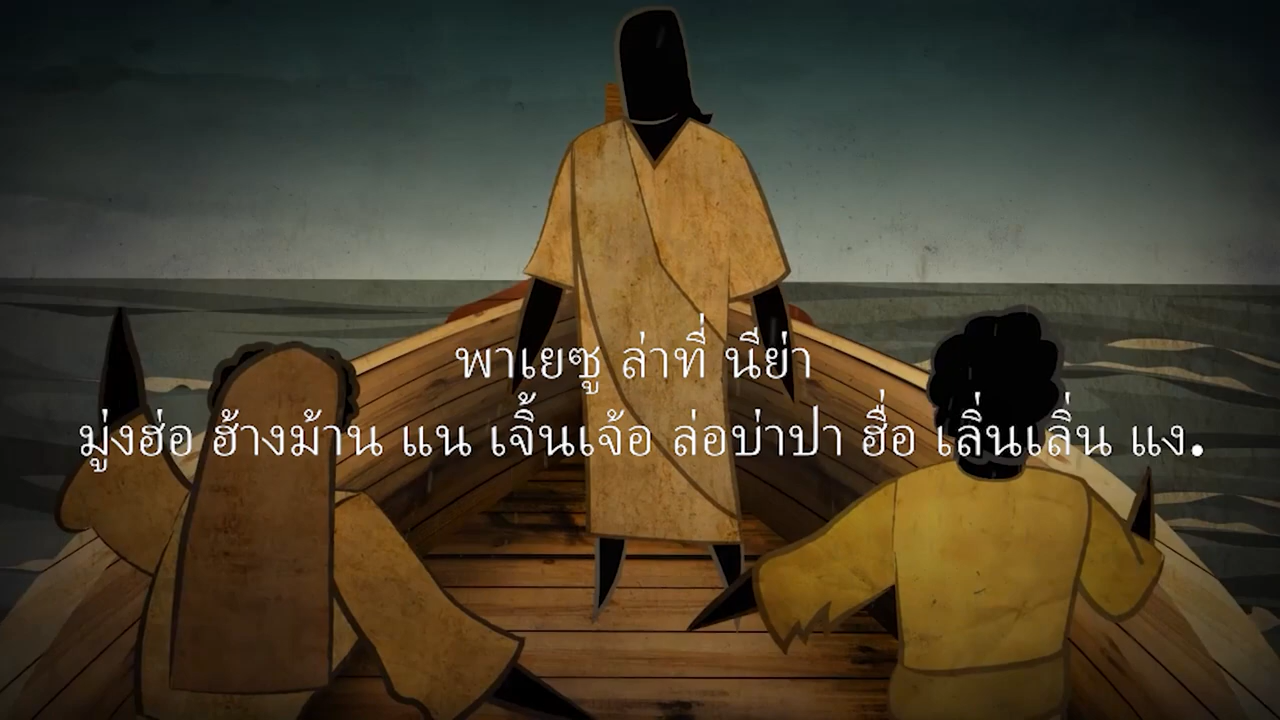 พาเยซู ล่าที่ นีย่า
มู่งฮ่อ ฮ้างม้าน แน เจิ้นเจ้อ ล่อบ่าปา ฮื่อ เลิ่นเลิ่น แง.